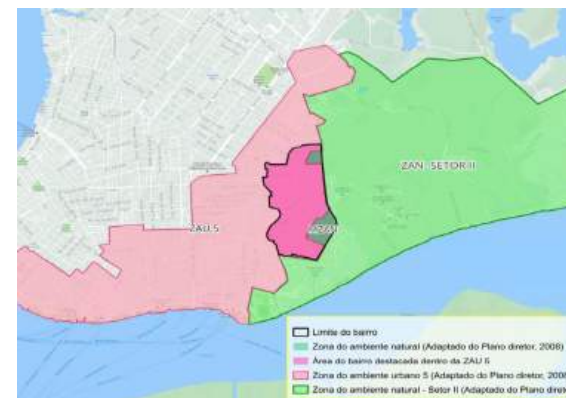 ZAN SETOR II
ZAU 5
Limite do bairro
Zona do ambiente natural (Adaptado do Plano diretor, 2008)
Área do bairro destacada dentro da ZAU 5
Zona do ambiente urbano 5 (Adaptado do Plano diretor, 2008
Zona do ambiente natural - Setor II (Adaptado do Plano diret